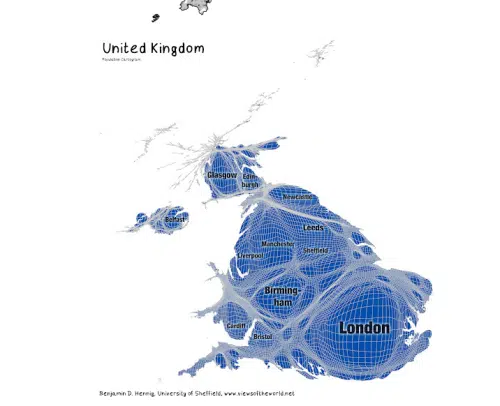 United Kingdom
Population Cartogram
Glasgow
Edin-
burgh
Newcastle
Belfast
Leeds
Manchester
Sheffield
Liverpool
Birming-
ham
Cardiff
Bristol
London
Benjamin D. Hennig, University of Sheffield, www.viewsoftheworld.net